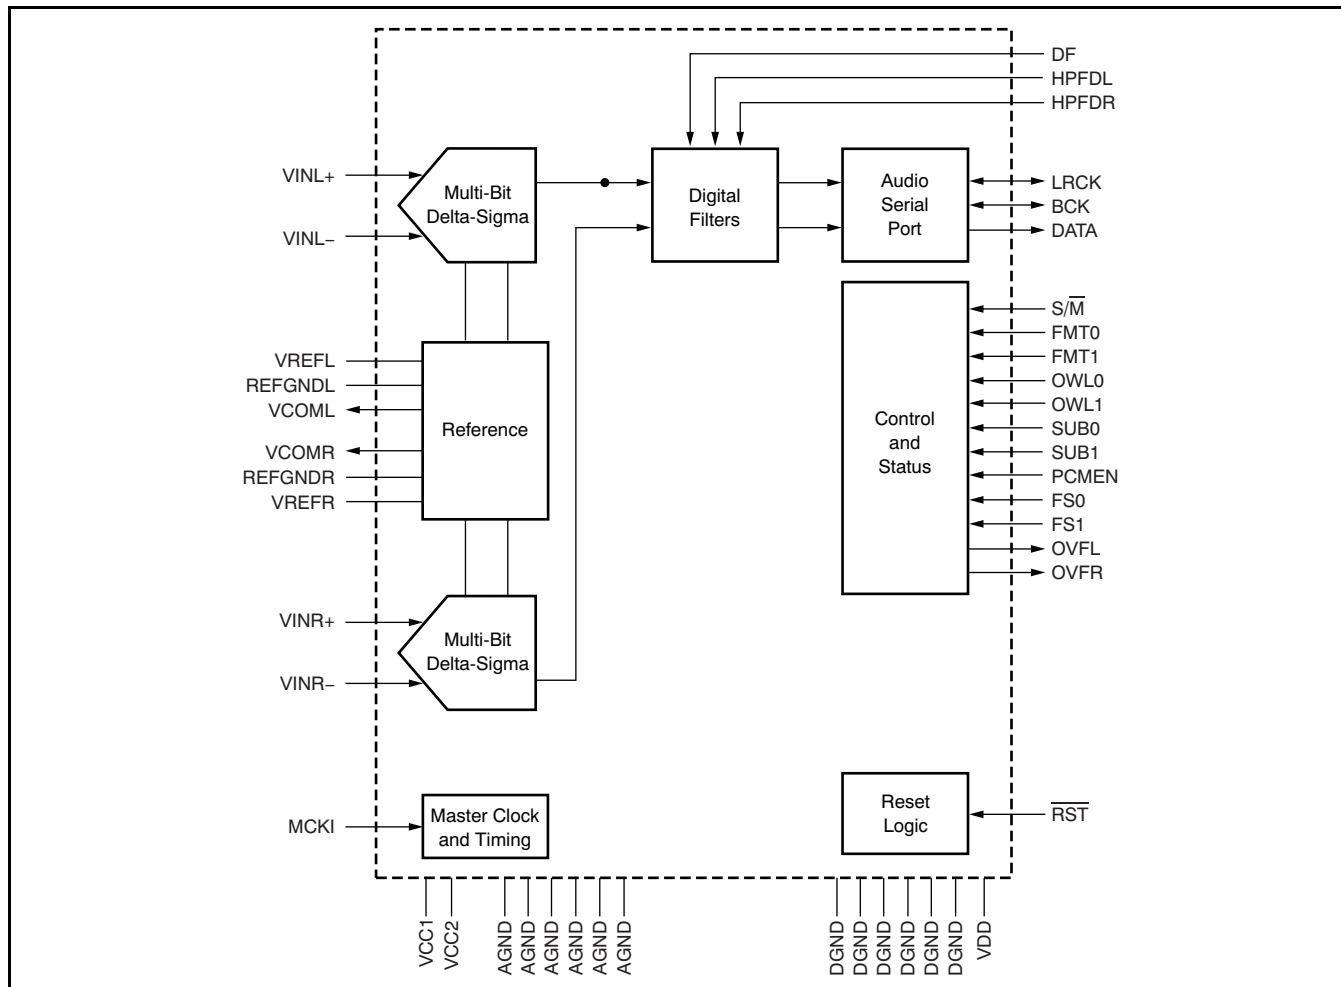 DF
HPFDL
HPFDR
VINL+
VINL−
Multi-Bit
Delta-Sigma
Digital
Filters
Audio
Serial
Port
LRCK
BCK
DATA
VREFL
REFGNDL
VCOML
VCOMR
REFGNDR
VREFR
Reference
Control
and
Status
S/M̅
FMT0
FMT1
OWL0
OWL1
SUB0
SUB1
PCMEN
FS0
FS1
OVFL
OVFR
VINR+
VINR−
Multi-Bit
Delta-Sigma
MCKI
Master Clock
and Timing
Reset
Logic
R̅S̅T̅
VCC1
VCC2
AGND
AGND
AGND
AGND
AGND
AGND
DGND
DGND
DGND
DGND
DGND
DGND
VDD